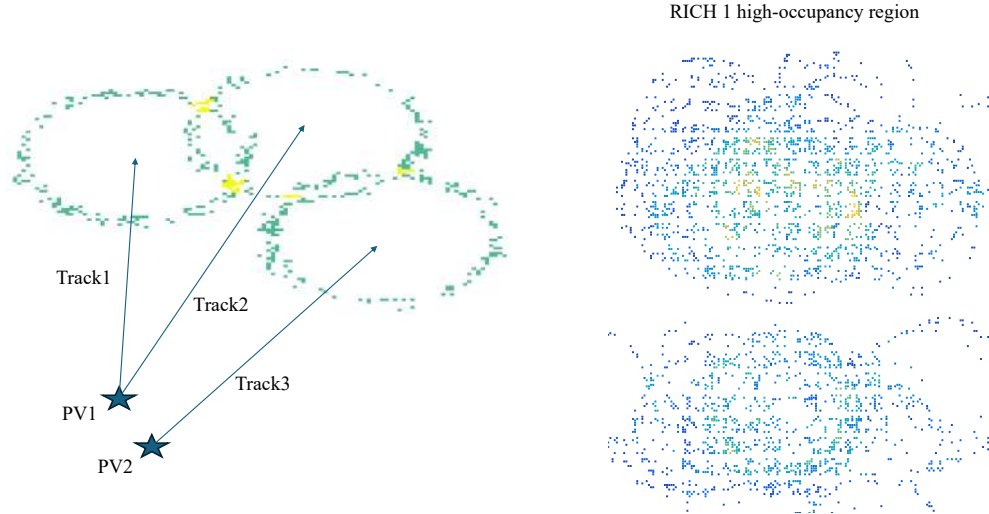 RICH 1 high-occupancy region
Track1
Track2
Track3
PV1
PV2